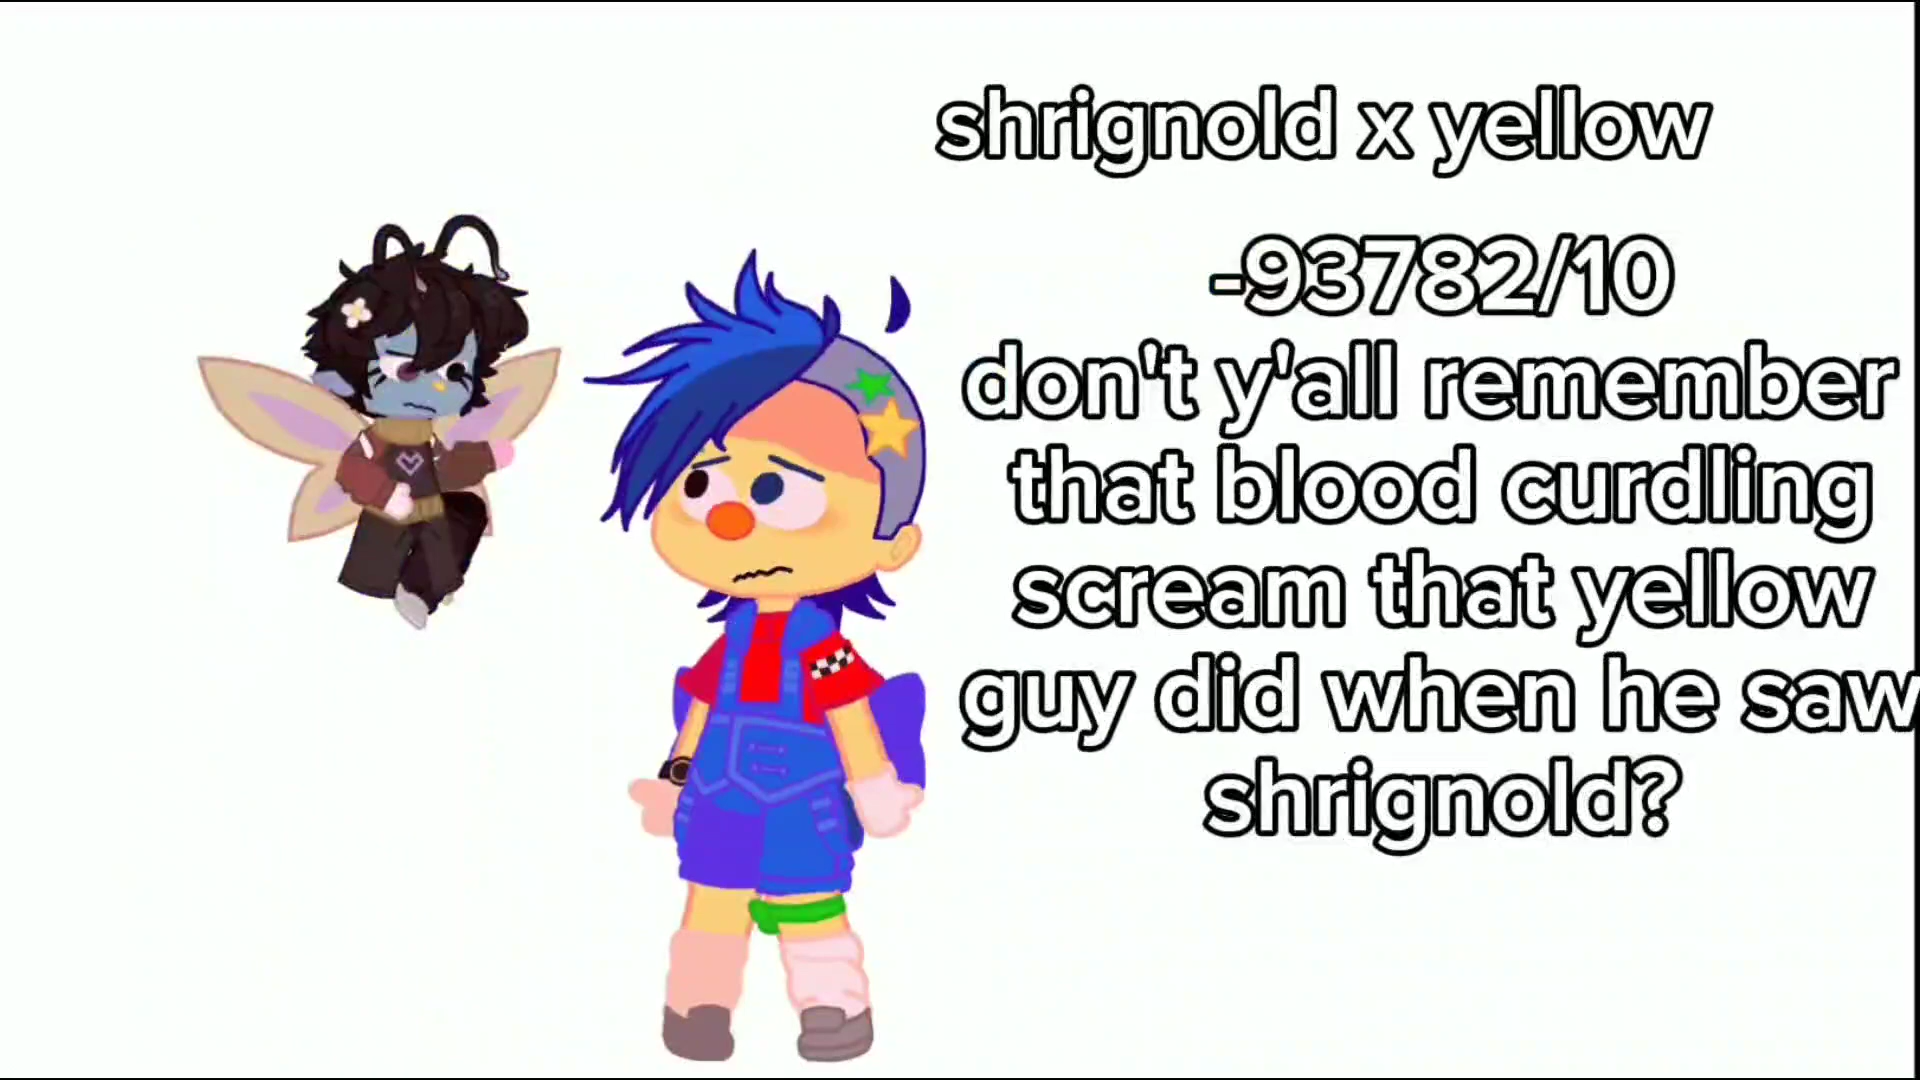 shrignold x yellow
-93782/10
don't y'all remember
that blood curdling
scream that yellow
guy did when he saw
shrignold?